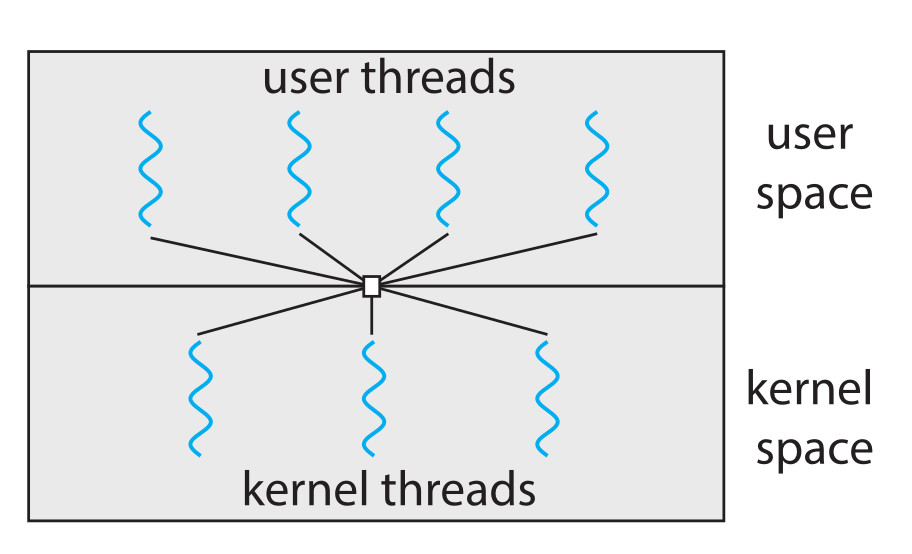 user threads
user
space
kernel
space
kernel threads